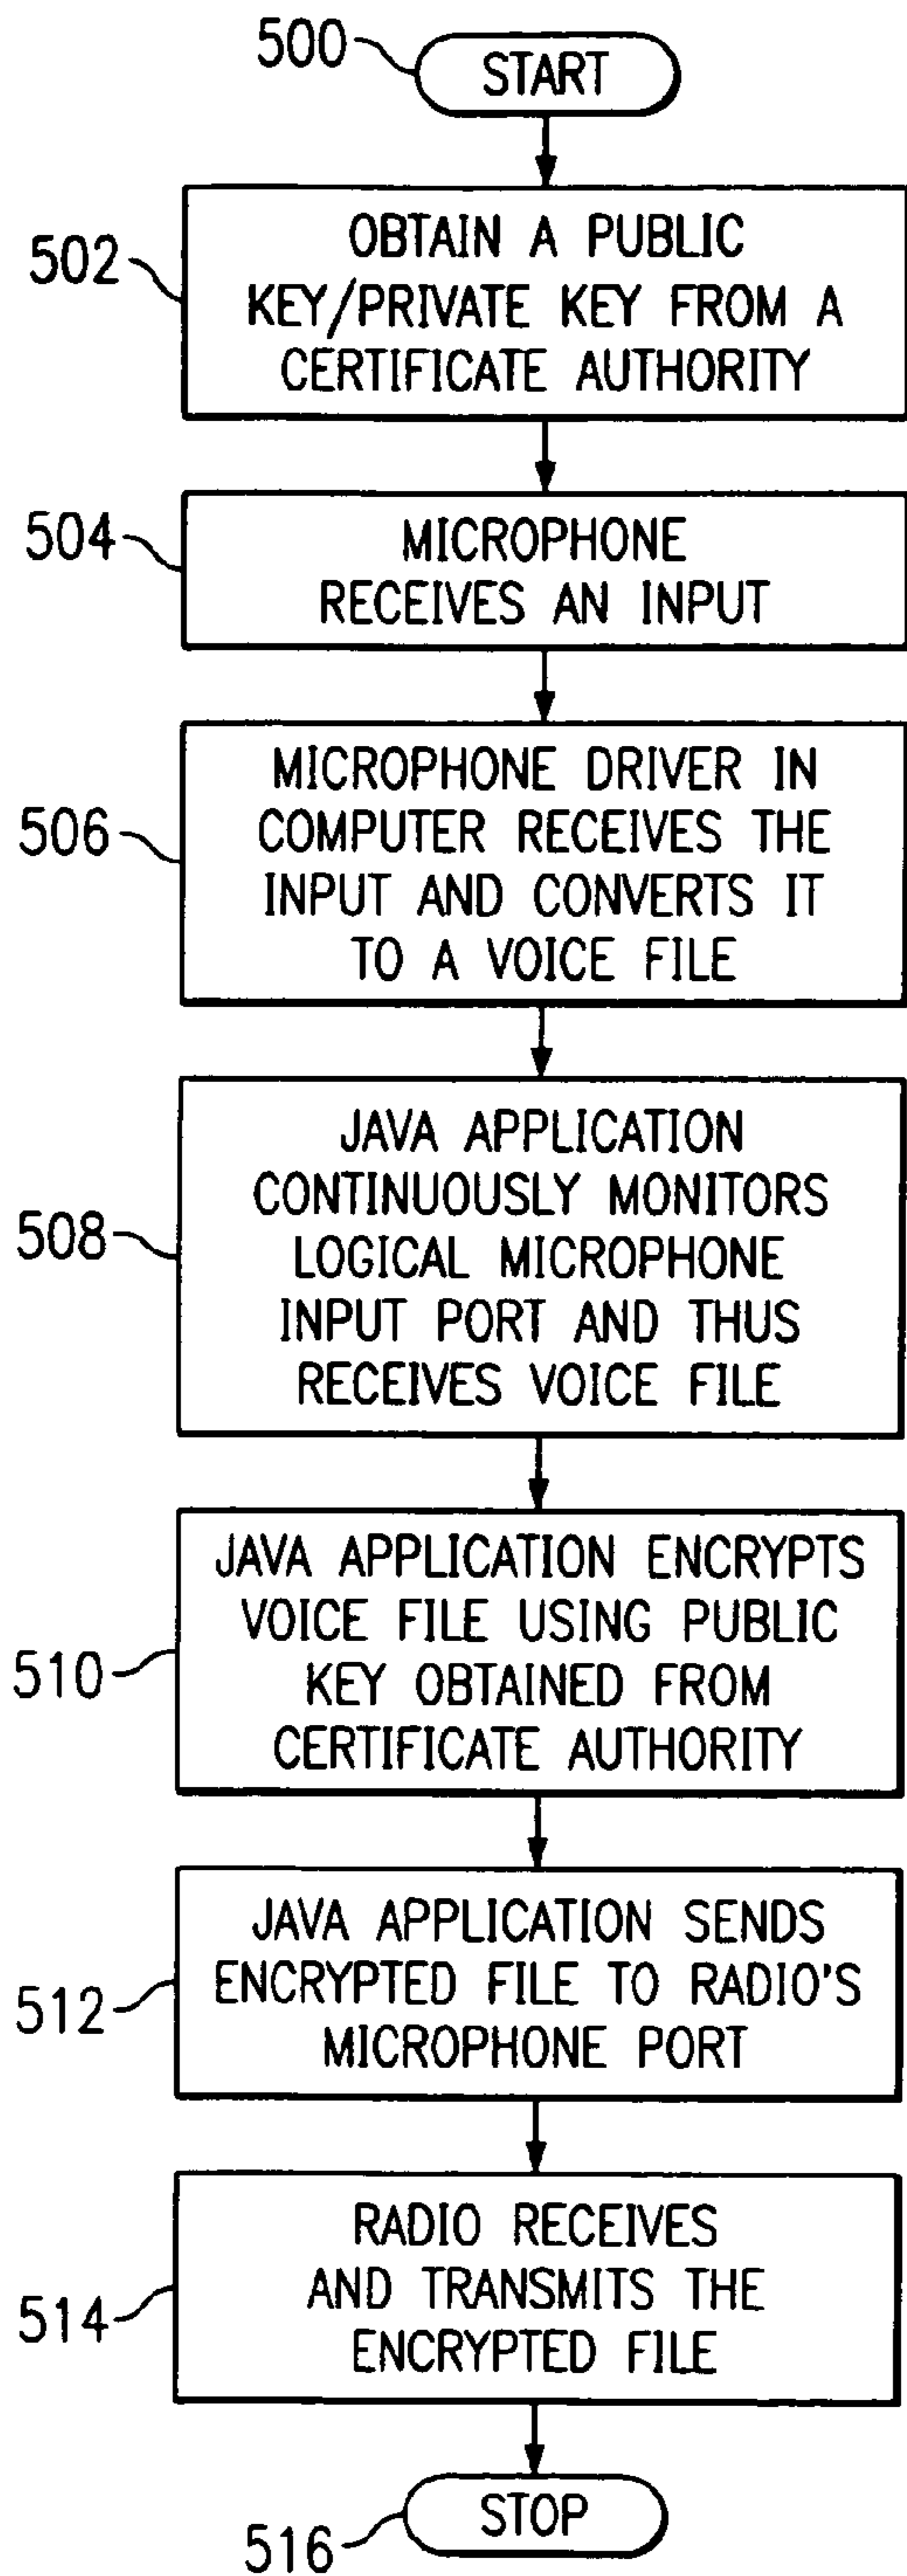 500
START
502
OBTAIN A PUBLIC
KEY/PRIVATE KEY FROM A
CERTIFICATE AUTHORITY
504
MICROPHONE
RECEIVES AN INPUT
506
MICROPHONE DRIVER IN
COMPUTER RECEIVES THE
INPUT AND CONVERTS IT
TO A VOICE FILE
508
JAVA APPLICATION
CONTINUOUSLY MONITORS
LOGICAL MICROPHONE
INPUT PORT AND THUS
RECEIVES VOICE FILE
510
JAVA APPLICATION ENCRYPTS
VOICE FILE USING PUBLIC
KEY OBTAINED FROM
CERTIFICATE AUTHORITY
512
JAVA APPLICATION SENDS
ENCRYPTED FILE TO RADIO'S
MICROPHONE PORT
514
RADIO RECEIVES
AND TRANSMITS THE
ENCRYPTED FILE
516
STOP